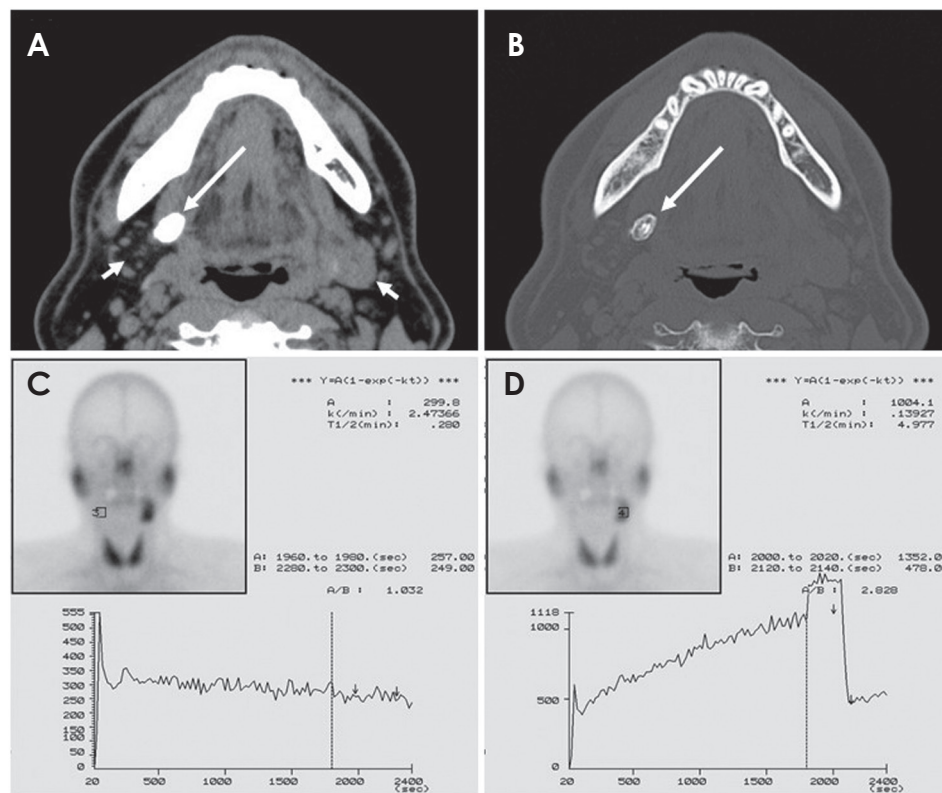 A
B
C
*** Y=A(1-exp(-kt)) ***
A : 299.8
k(/min) : 2.47366
T1/2(min): .280
3
A: 1960.to 1980.(sec) 257.00
B: 2280.to 2300.(sec) 249.00
A/B : 1.032
555
500
450
400
350
300
250
200
150
100
50
0
20 500 1000 1500 2000 2400
(sec)
D
*** Y=A(1-exp(-kt)) ***
A : 1004.1
k(/min): .13927
T1/2(min): 4.977
4
A: 2000.to 2020.(sec) 1352.0
B: 2120.to 2140.(sec) 478.0
A/B : 2.828
1118
1000
500
0
20 500 1000 1500 2000 2400
(sec)